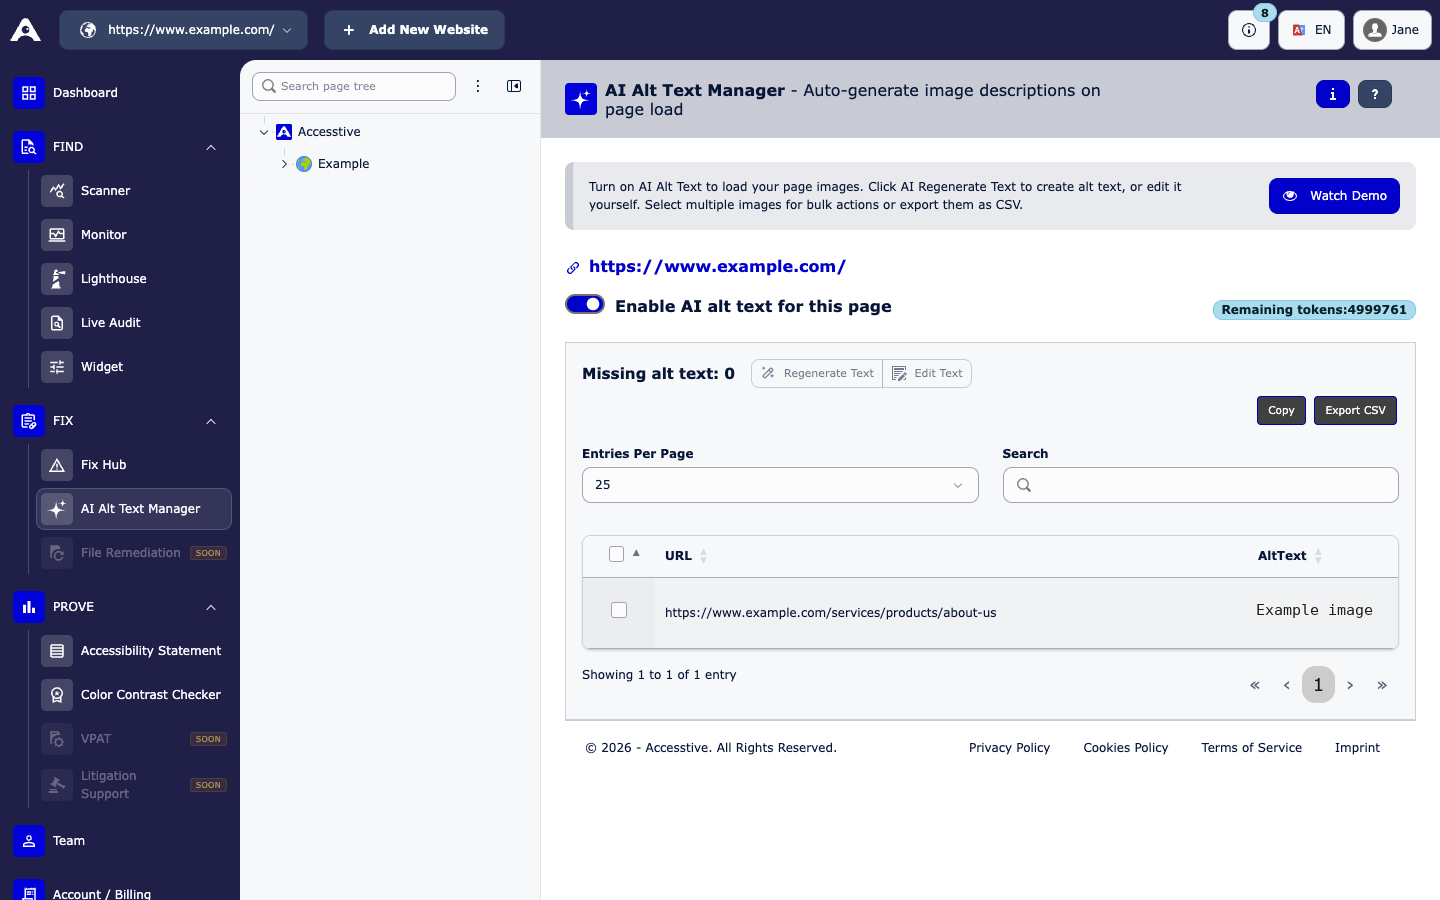 https://www.example.com/
Add New Website
8
EN
Jane
Dashboard
FIND
Scanner
Monitor
Lighthouse
Live Audit
Widget
FIX
Fix Hub
AI Alt Text Manager
File Remediation SOON
PROVE
Accessibility Statement
Color Contrast Checker
VPAT SOON
Litigation
Support
SOON
Team
Account / Billing
Search page tree
Accesstive
Example
AI Alt Text Manager - Auto-generate image descriptions on
page load
i
?
Turn on AI Alt Text to load your page images. Click AI Regenerate Text to create alt text, or edit it
yourself. Select multiple images for bulk actions or export them as CSV.
Watch Demo
https://www.example.com/
Enable AI alt text for this page
Remaining tokens:4999761
Missing alt text: 0
Regenerate Text
Edit Text
Copy
Export CSV
Entries Per Page
Search
25
URL
AltText
https://www.example.com/services/products/about-us
Example image
Showing 1 to 1 of 1 entry
« ‹ 1 › »
© 2026 - Accesstive. All Rights Reserved.
Privacy Policy
Cookies Policy
Terms of Service
Imprint